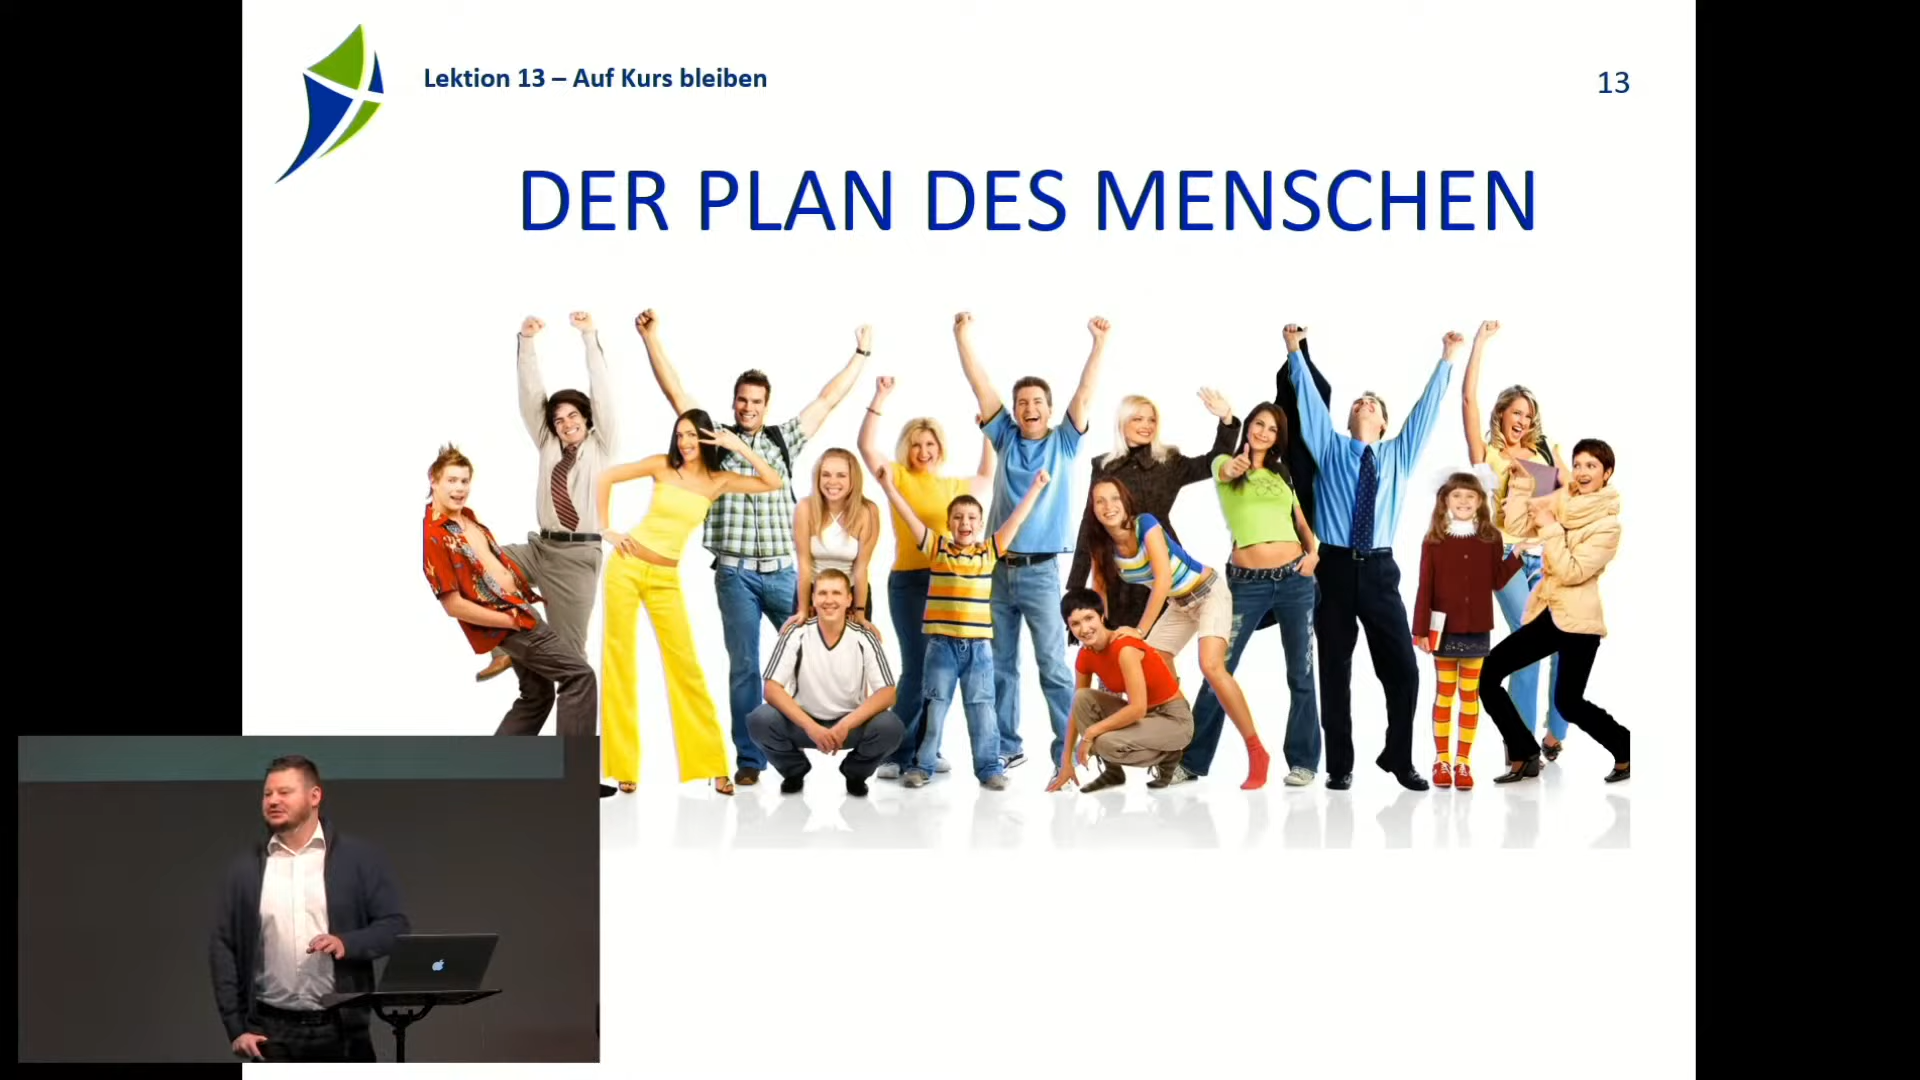 Lektion 13 – Auf Kurs bleiben
13
DER PLAN DES MENSCHEN